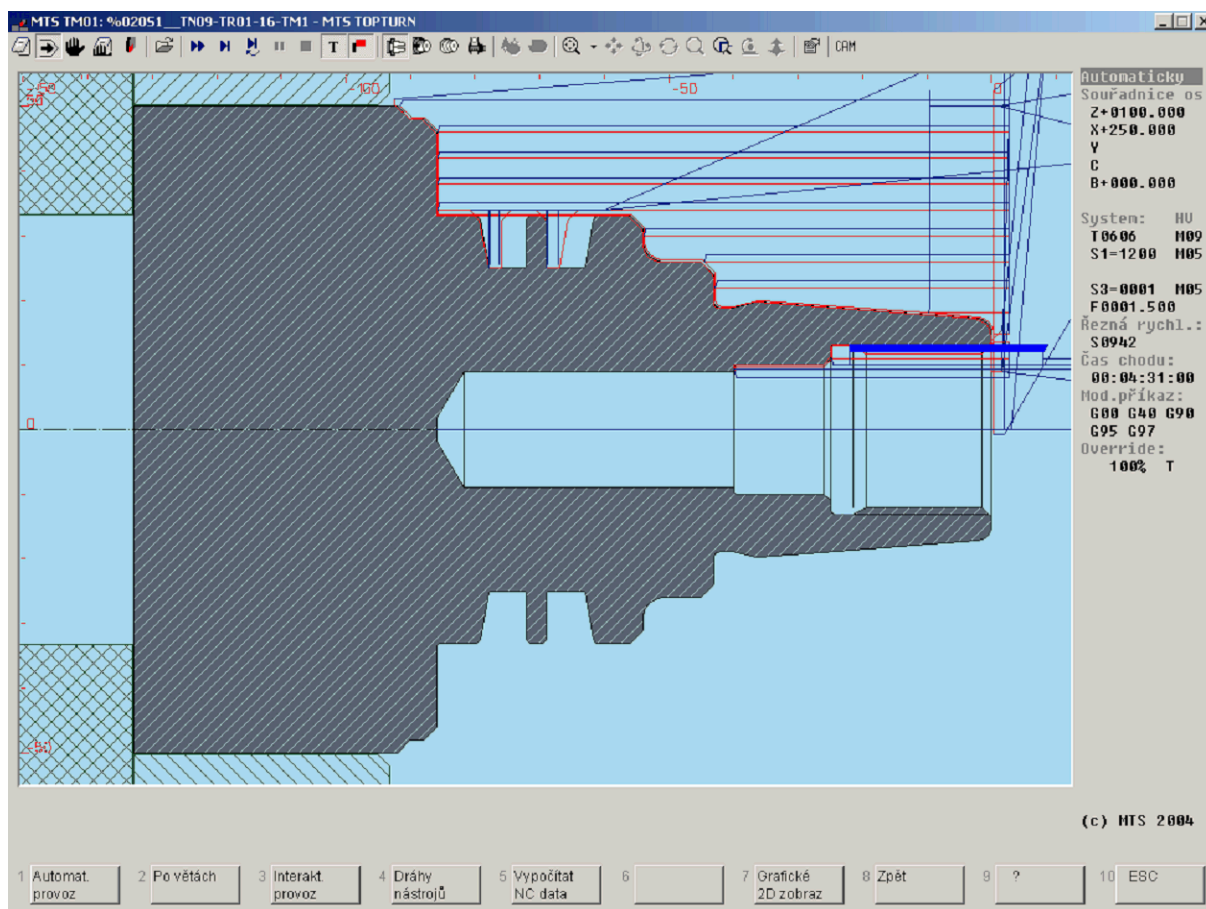 MTS TM01: %02051__TN09-TR01-16-TM1 - MTS TOPTURN
T
CAM
-100
-50
0
0
-50
Automaticky
Souřadnice os
Z+0100.000
X+250.000
Y
C
B+000.000
System: HV
T0606 M09
S1=1200 M05
S3=0001 M05
F0001.500
Řezná rychl.:
S0942
Čas chodu:
00:04:31:00
Mod.příkaz:
G00 G40 G90
G95 G97
Override:
100% T
(c) MTS 2004
1 Automat. provoz
2 Po větách
3 Interakt. provoz
4 Dráhy nástrojů
5 Vypočítat NC data
6
7 Grafické 2D zobraz
8 Zpět
9 ?
10 ESC